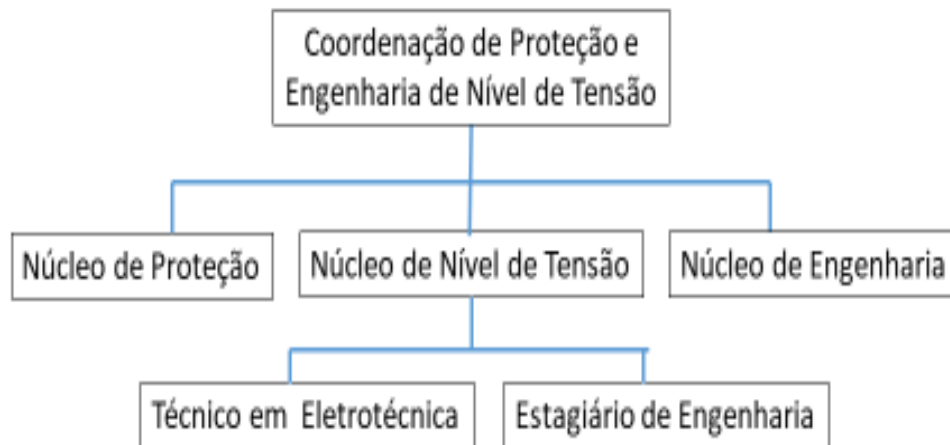 Coordenação de Proteção e
Engenharia de Nível de Tensão
Núcleo de Proteção
Núcleo de Nível de Tensão
Núcleo de Engenharia
Técnico em Eletrotécnica
Estagiário de Engenharia